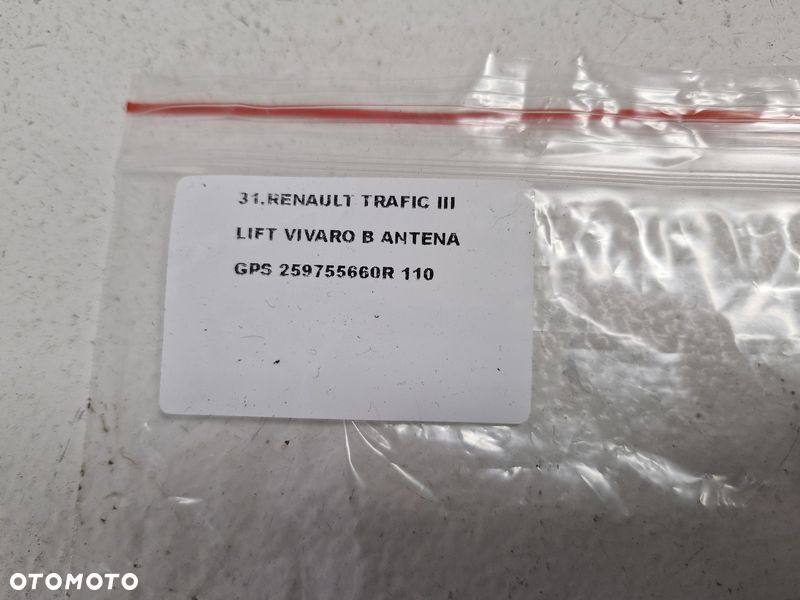 31.RENAULT TRAFIC III
LIFT VIVARO B ANTENA
GPS 259755660R 110
OTOMOTO